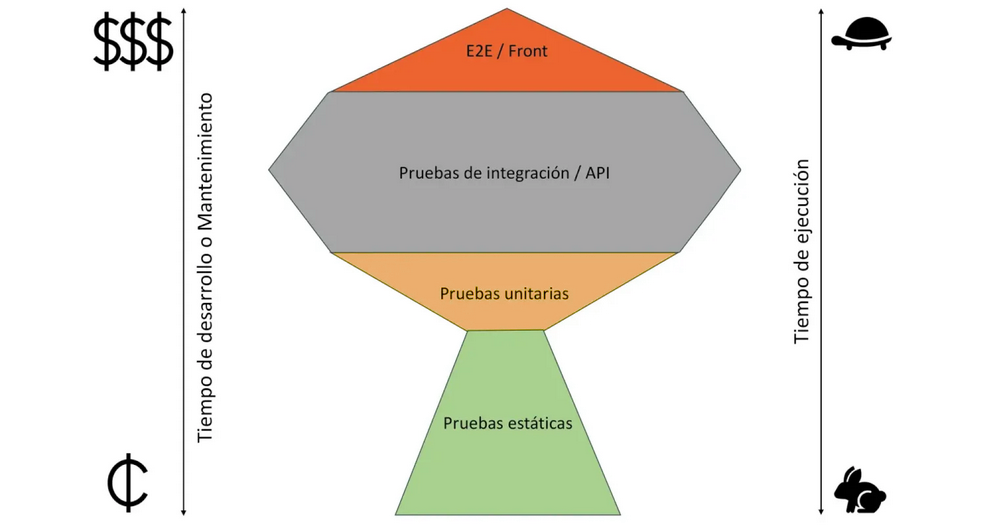 $$$
Tiempo de desarrollo o Mantenimiento
₵
E2E / Front
Pruebas de integración / API
Pruebas unitarias
Pruebas estáticas
Tiempo de ejecución